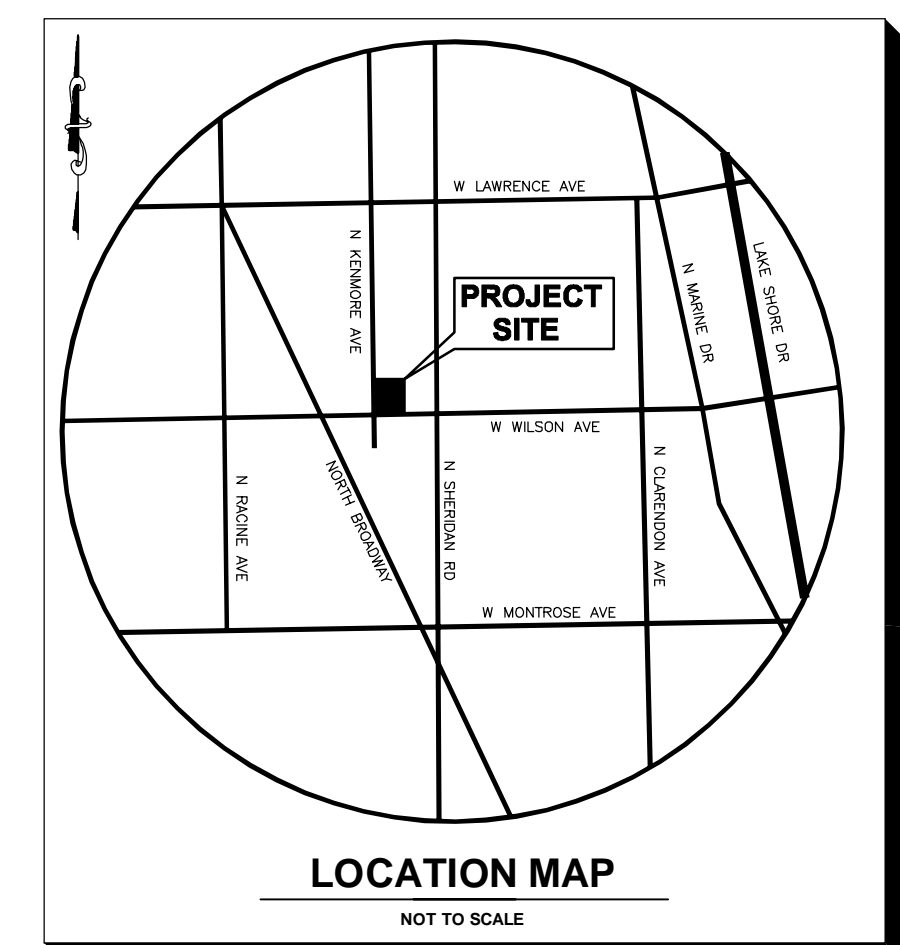 W LAWRENCE AVE
N KENMORE AVE
N MARINE DR
LAKE SHORE DR
PROJECT
SITE
W WILSON AVE
N RACINE AVE
NORTH BROADWAY
N SHERIDAN RD
N CLARENDON AVE
W MONTROSE AVE
LOCATION MAP
NOT TO SCALE